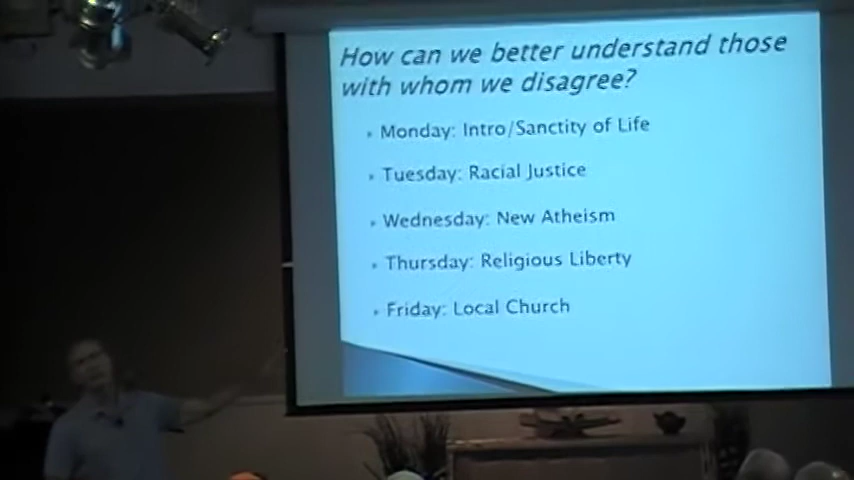 How can we better understand those
with whom we disagree?
Monday: Intro/Sanctity of Life
Tuesday: Racial Justice
Wednesday: New Atheism
Thursday: Religious Liberty
Friday: Local Church